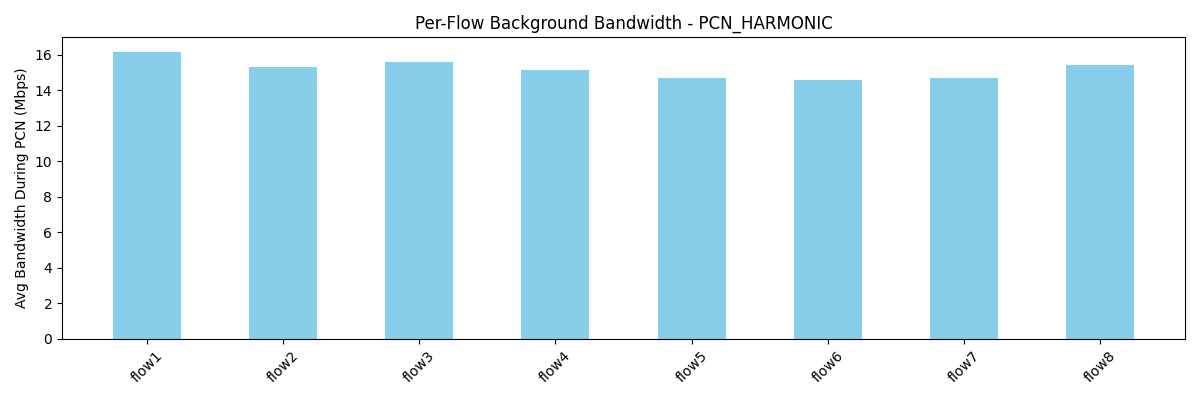 Per-Flow Background Bandwidth - PCN_HARMONIC
Avg Bandwidth During PCN (Mbps)
16
14
12
10
8
6
4
2
0
flow1
flow2
flow3
flow4
flow5
flow6
flow7
flow8